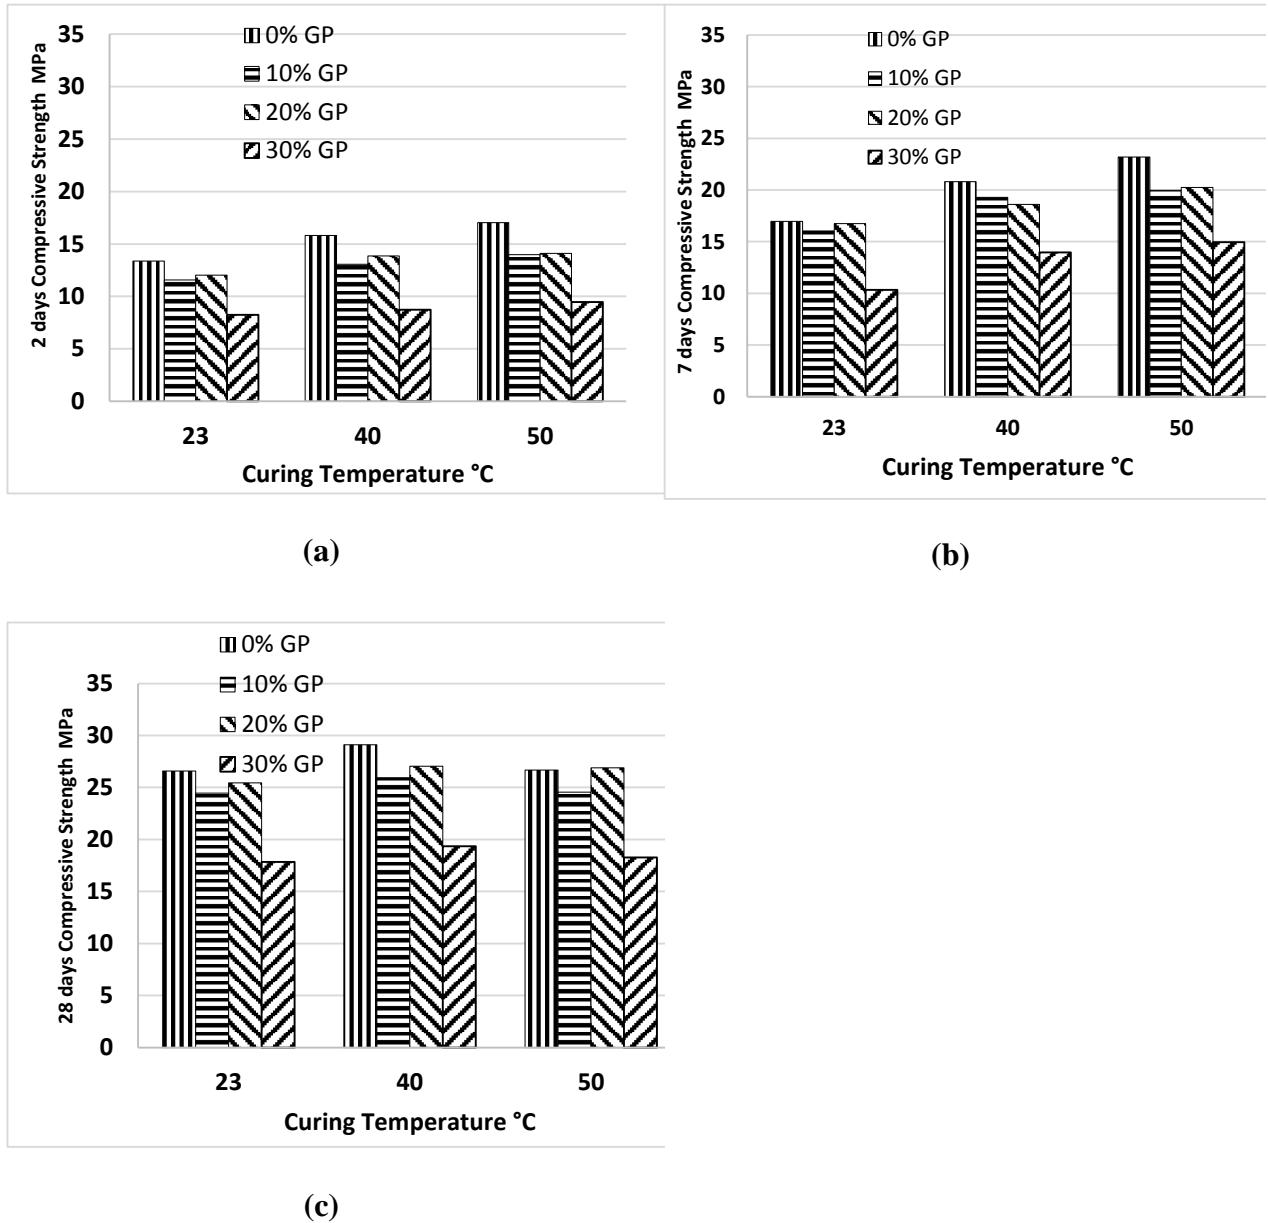 2 days Compressive Strength MPa
35
30
25
20
15
10
5
0
0% GP
10% GP
20% GP
30% GP
23
40
50
Curing Temperature °C
(a)
7 days Compressive Strength MPa
35
30
25
20
15
10
5
0
0% GP
10% GP
20% GP
30% GP
23
40
50
Curing Temperature °C
(b)
28 days Compressive Strength MPa
35
30
25
20
15
10
5
0
0% GP
10% GP
20% GP
30% GP
23
40
50
Curing Temperature °C
(c)